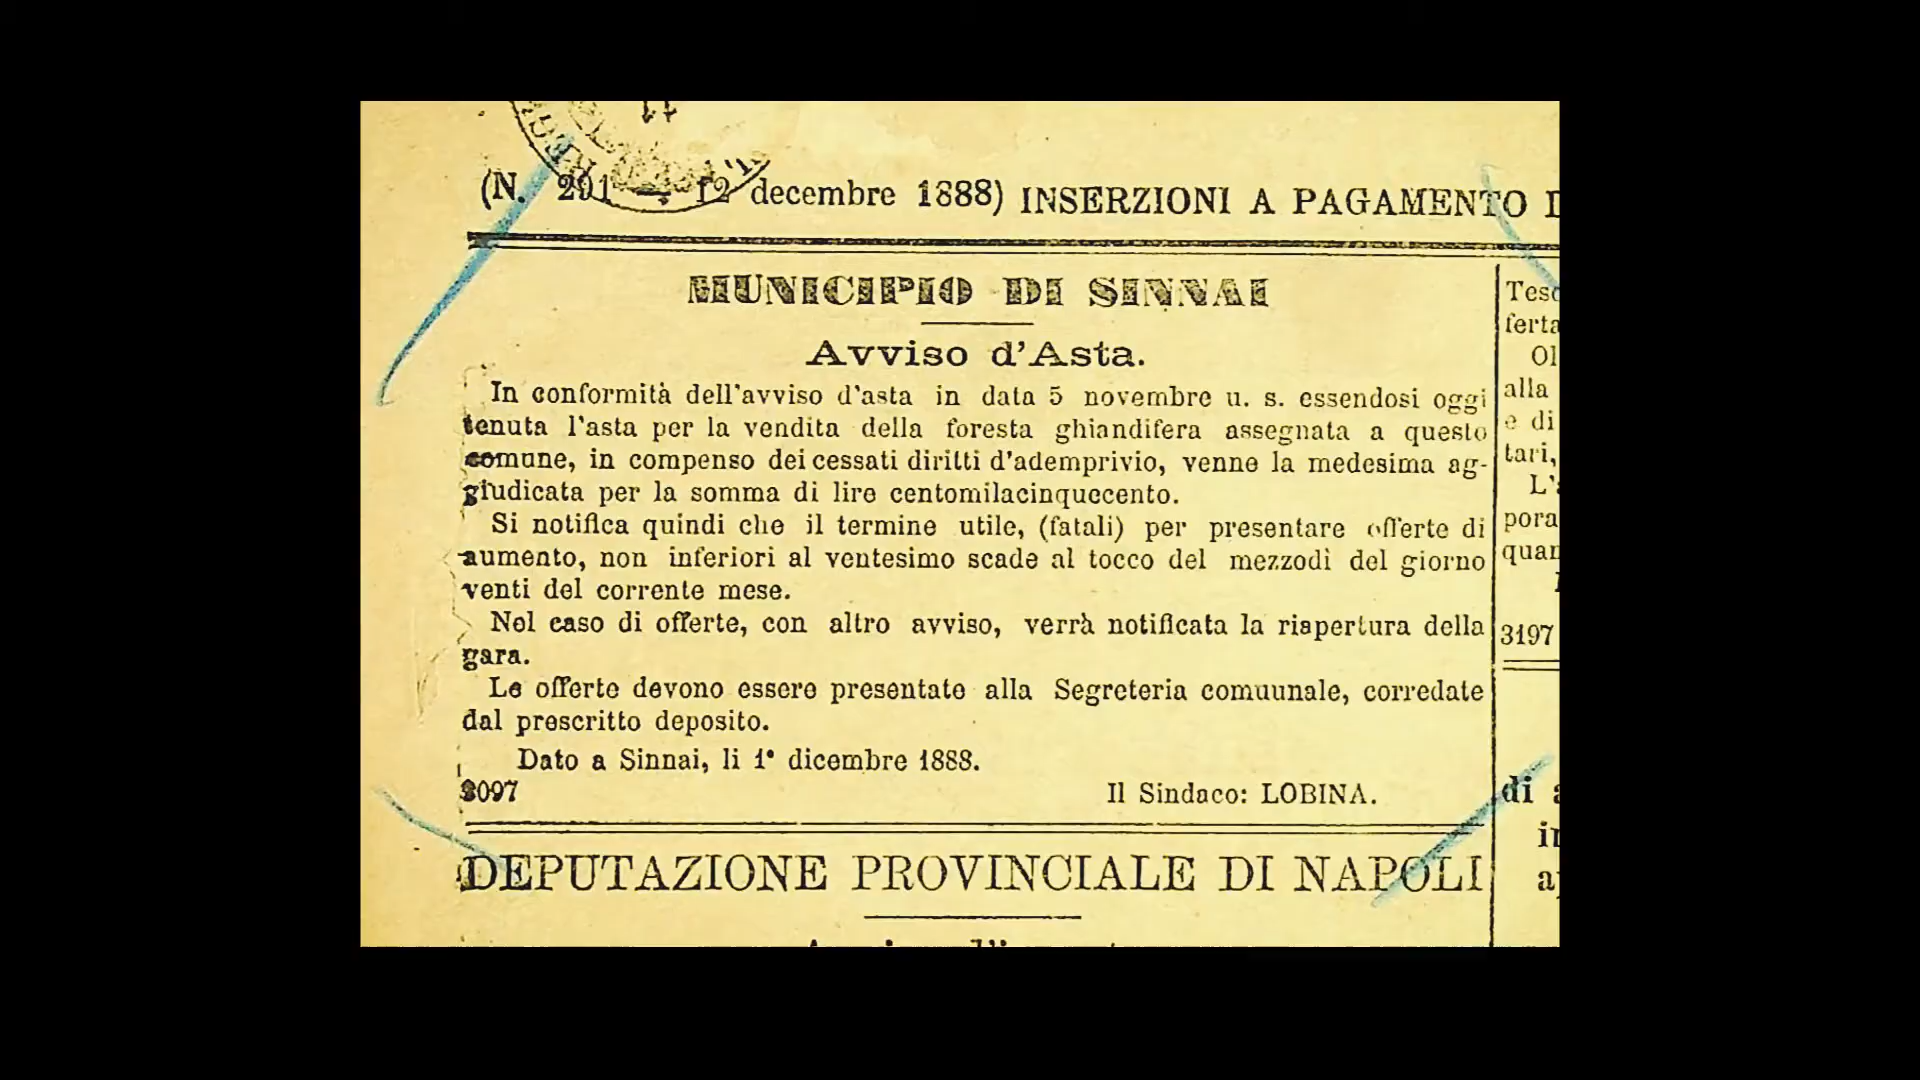 (N. 291 — 12 decembre 1888) INSERZIONI A PAGAMENTO
MUNICIPIO DI SINNAI
Avviso d'Asta.
In conformità dell'avviso d'asta in data 5 novembre u. s. essendosi oggi
tenuta l'asta per la vendita della foresta ghiandifera assegnata a questo
comune, in compenso dei cessati diritti d'ademprivio, venne la medesima ag-
giudicata per la somma di lire centomilacinquecento.
Si notifica quindi che il termine utile, (fatali) per presentare offerte di
aumento, non inferiori al ventesimo scade al tocco del mezzodì del giorno
venti del corrente mese.
Nel caso di offerte, con altro avviso, verrà notificata la riapertura della
gara.
Le offerte devono essere presentate alla Segreteria comuunale, corredate
dal prescritto deposito.
Dato a Sinnai, li 1° dicembre 1888.
3097 Il Sindaco: LOBINA.
DEPUTAZIONE PROVINCIALE DI NAPOLI
ferta
alla
e di
tari,
3197
di